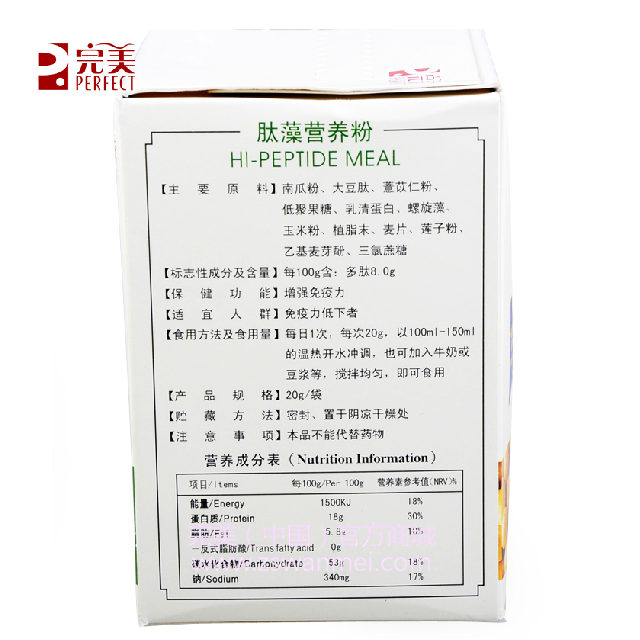 完美
PERFECT
肽藻营养粉
HI-PEPTIDE MEAL
【主要原料】南瓜粉、大豆肽、薏苡仁粉、
低聚果糖、乳清蛋白、螺旋藻、
玉米粉、植脂末、麦片、莲子粉、
乙基麦芽酚、三氯蔗糖
【标志性成分及含量】每100g含：多肽8.0g
【保健功能】增强免疫力
【适宜人群】免疫力低下者
【食用方法及食用量】每日1次，每次20g，以100ml-150ml
的温热开水冲调，也可加入牛奶或
豆浆等，搅拌均匀，即可食用
【产品规格】20g/袋
【贮藏方法】密封、置于阴凉干燥处
【注意事项】本品不能代替药物
营养成分表（Nutrition Information）
项目/Items 每100g/Per 100g 营养素参考值(NRV)%
能量/Energy 1500KJ 18%
蛋白质/Protein 18g 30%
脂肪/Fat 5.8g 10%
一反式脂肪酸/Trans fatty acid 0g
碳水化合物/Carbohydrate 53g 18%
钠/Sodium 340mg 17%